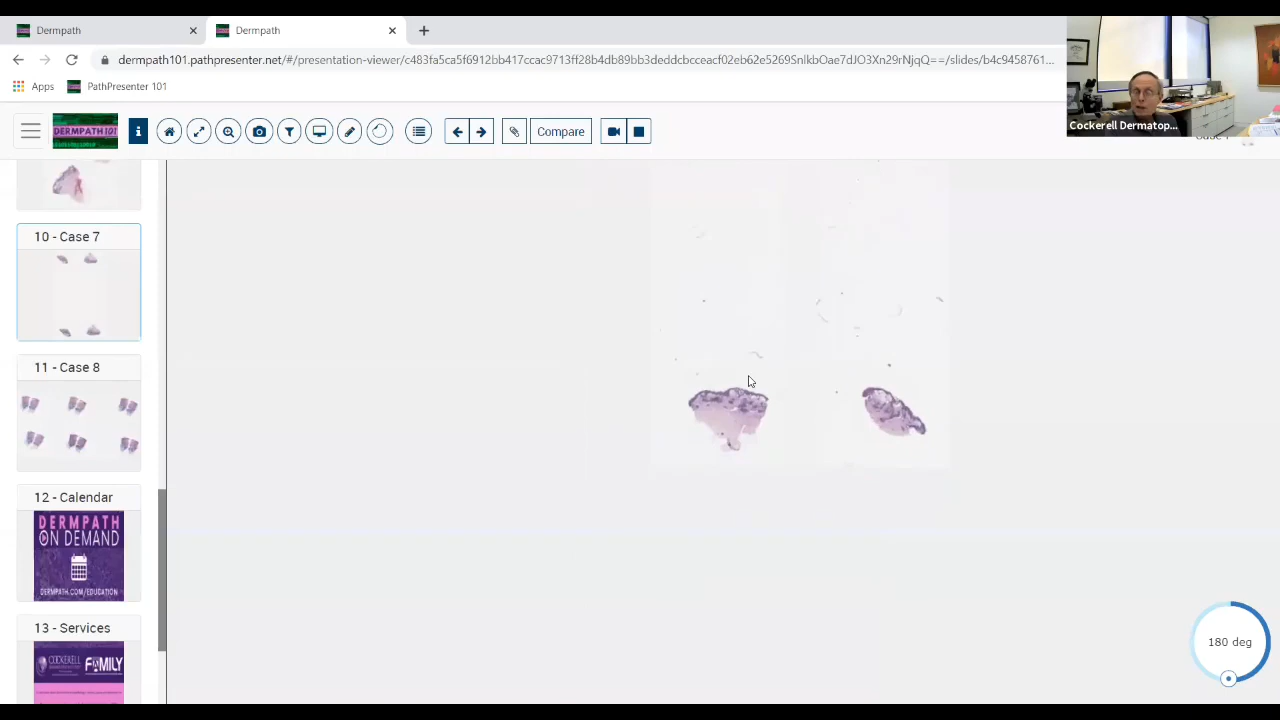 Dermpath
Dermpath
dermpath101.pathpresenter.net/#/presentation-viewer/c483fa5ca5f6912bb417ccac9713ff28b4db89bb3deddcbcceacf02eb62e5269SnlkbOae7dJO3Xn29rNjqQ==/slides/b4c9458761...
Apps
PathPresenter 101
Cockerell Dermatop...
DERMPATH 101
Compare
10 - Case 7
11 - Case 8
12 - Calendar
DERMPATH
ON DEMAND
DERMPATH.COM/EDUCATION
13 - Services
COCKERELL
FAMILY
180 deg